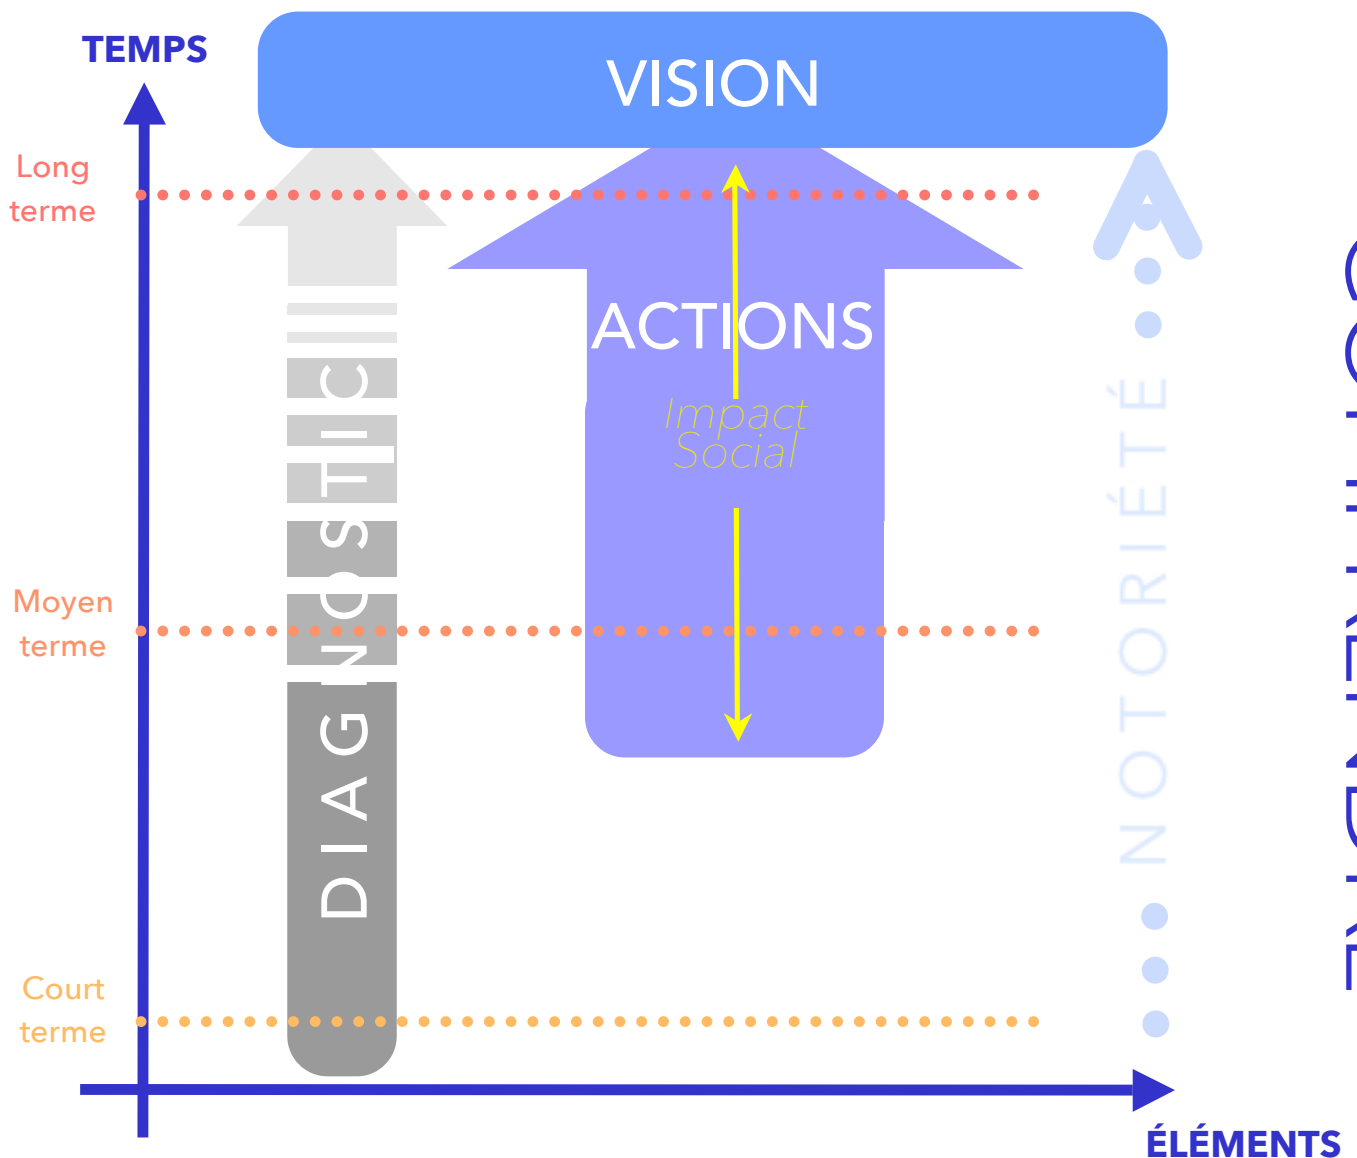 TEMPS
VISION
Long
terme
ACTIONS
Impact
Social
DIAGNOSTIC
NOTORIÉTÉ
Moyen
terme
Court
terme
ÉLÉMENTS